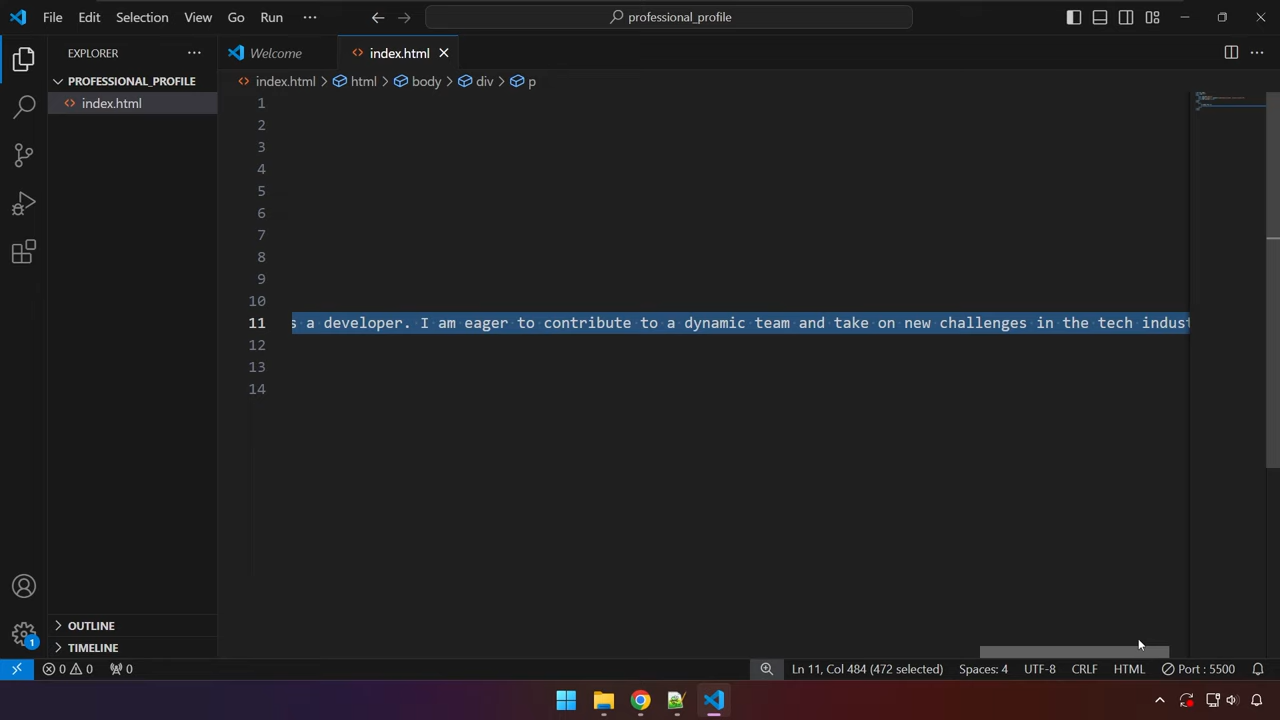 File Edit Selection View Go Run ··· professional_profile
EXPLORER ···
Welcome
index.html
PROFESSIONAL_PROFILE
index.html
index.html > html > body > div > p
1
2
3
4
5
6
7
8
9
10
11 s a developer. I am eager to contribute to a dynamic team and take on new challenges in the tech indust
12
13
14
OUTLINE
TIMELINE
1
0 0 0 Ln 11, Col 484 (472 selected) Spaces: 4 UTF-8 CRLF HTML Port : 5500